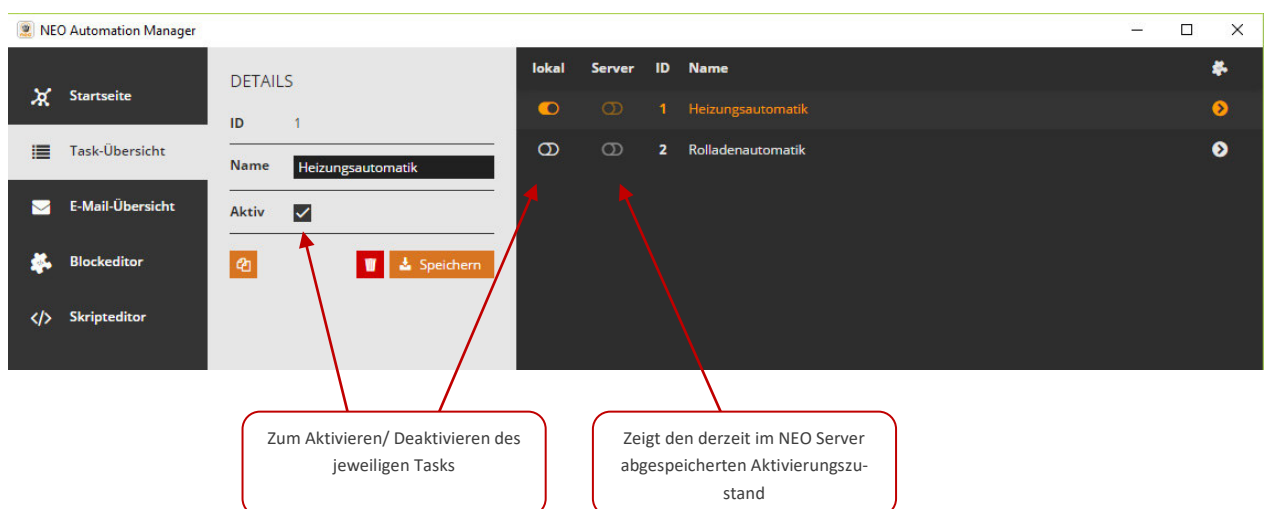 NEO Automation Manager
Startseite
Task-Übersicht
E-Mail-Übersicht
Blockeditor
Skripteditor
DETAILS
ID 1
Name Heizungsautomatik
Aktiv
Speichern
lokal Server ID Name
1 Heizungsautomatik
2 Rolladenautomatik
Zum Aktivieren/ Deaktivieren des
jeweiligen Tasks
Zeigt den derzeit im NEO Server
abgespeicherten Aktivierungszu-
stand